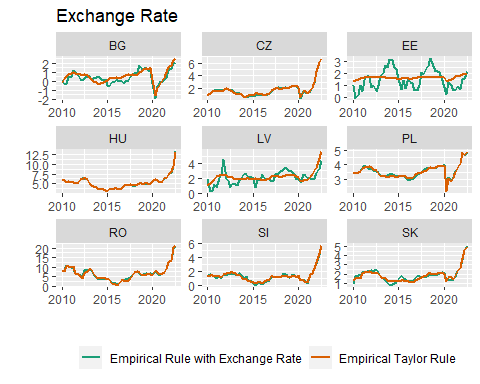 Exchange Rate
BG CZ EE
2 1 0 -1 -2
6 4 2
3 2 1 0
2010 2015 2020 2010 2015 2020 2010 2015 2020
HU LV PL
12.5 10.0 7.5 5.0
4 2 0
5 4 3
2010 2015 2020 2010 2015 2020 2010 2015 2020
RO SI SK
20 15 10 5 0
6 4 2 0
5 4 3 2 1
2010 2015 2020 2010 2015 2020 2010 2015 2020
Empirical Rule with Exchange Rate Empirical Taylor Rule